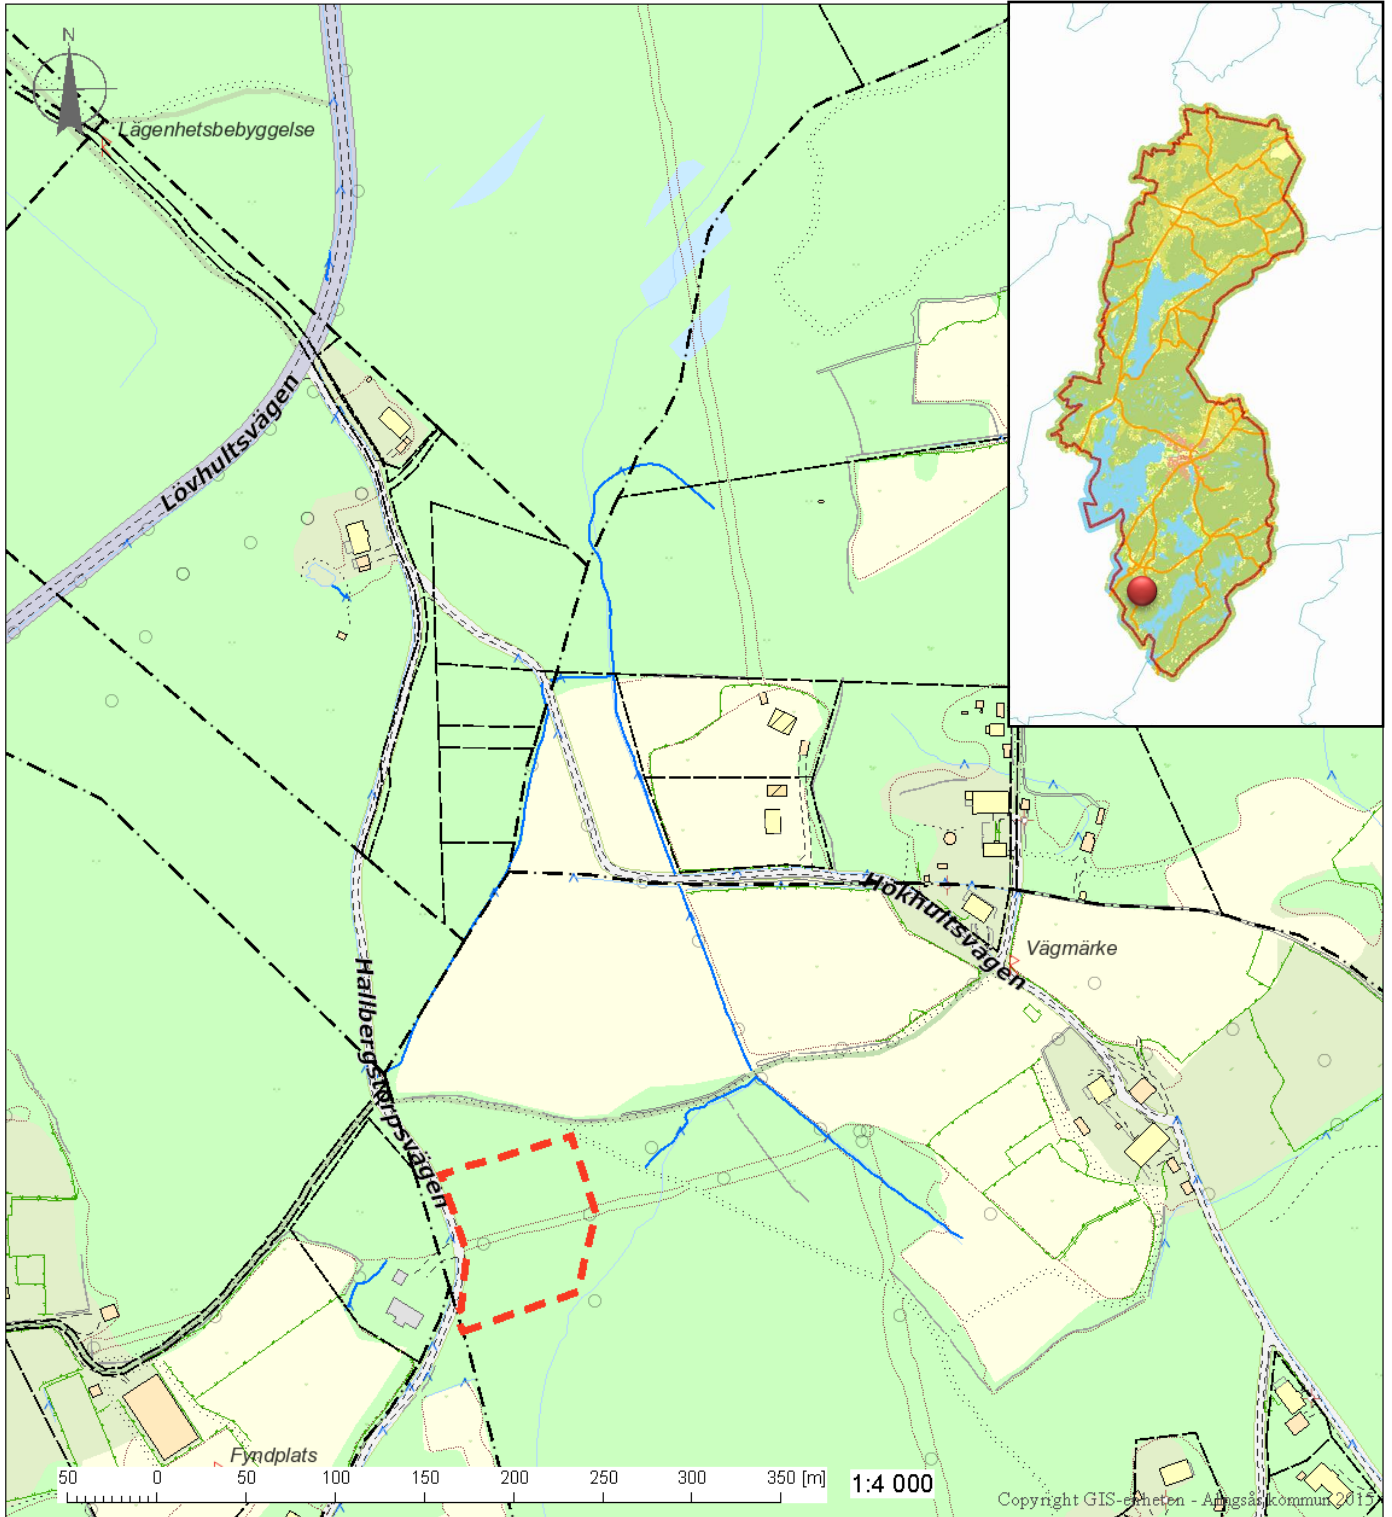 N
Lägenhetsbebyggelse
Lövhultsvägen
Hökhultsvägen
Vägmärke
Hallbergstorpsvägen
Fyndplats
50 0 50 100 150 200 250 300 350 [m]
1:4 000
Copyright GIS-enheten - Alingsås kommun 2015